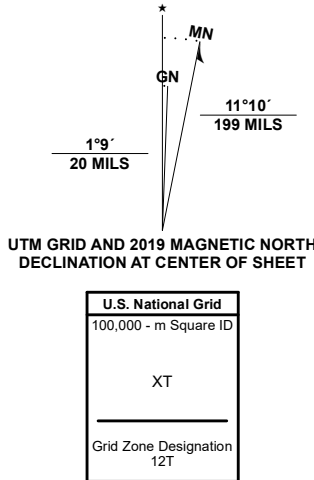 ★
MN
GN
11°10´
199 MILS
1°9´
20 MILS
UTM GRID AND 2019 MAGNETIC NORTH
DECLINATION AT CENTER OF SHEET
U.S. National Grid
100,000 - m Square ID
XT
Grid Zone Designation
12T